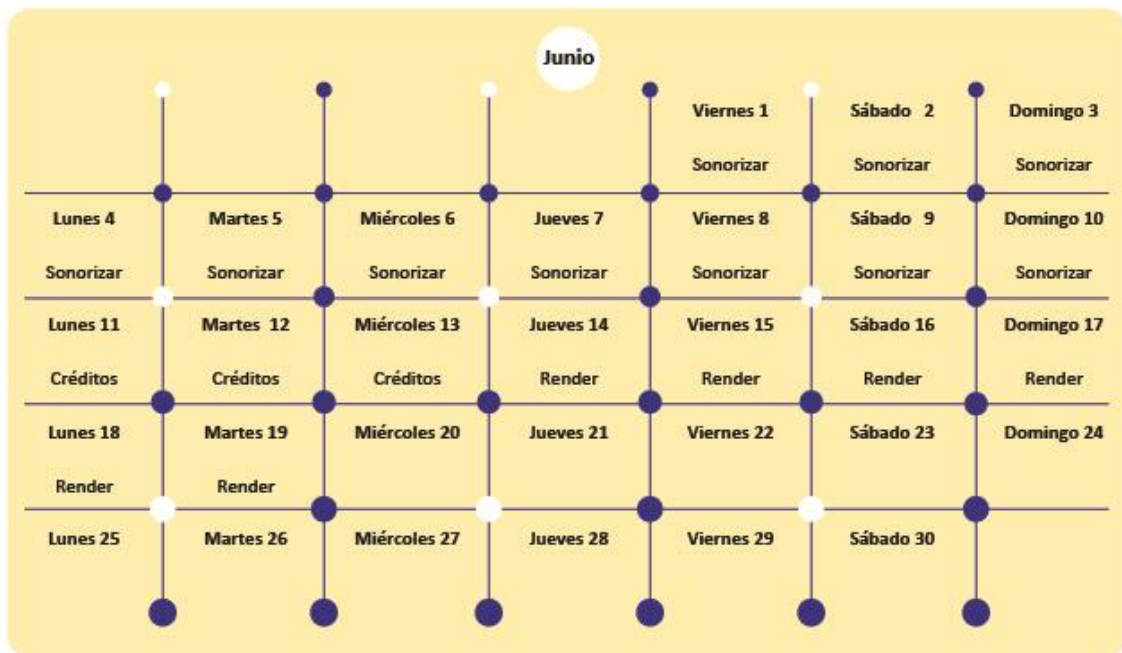 Junio
Viernes 1 Sábado 2 Domingo 3
Sonorizar Sonorizar Sonorizar
Lunes 4 Martes 5 Miércoles 6 Jueves 7 Viernes 8 Sábado 9 Domingo 10
Sonorizar Sonorizar Sonorizar Sonorizar Sonorizar Sonorizar Sonorizar
Lunes 11 Martes 12 Miércoles 13 Jueves 14 Viernes 15 Sábado 16 Domingo 17
Créditos Créditos Créditos Render Render Render Render
Lunes 18 Martes 19 Miércoles 20 Jueves 21 Viernes 22 Sábado 23 Domingo 24
Render Render
Lunes 25 Martes 26 Miércoles 27 Jueves 28 Viernes 29 Sábado 30